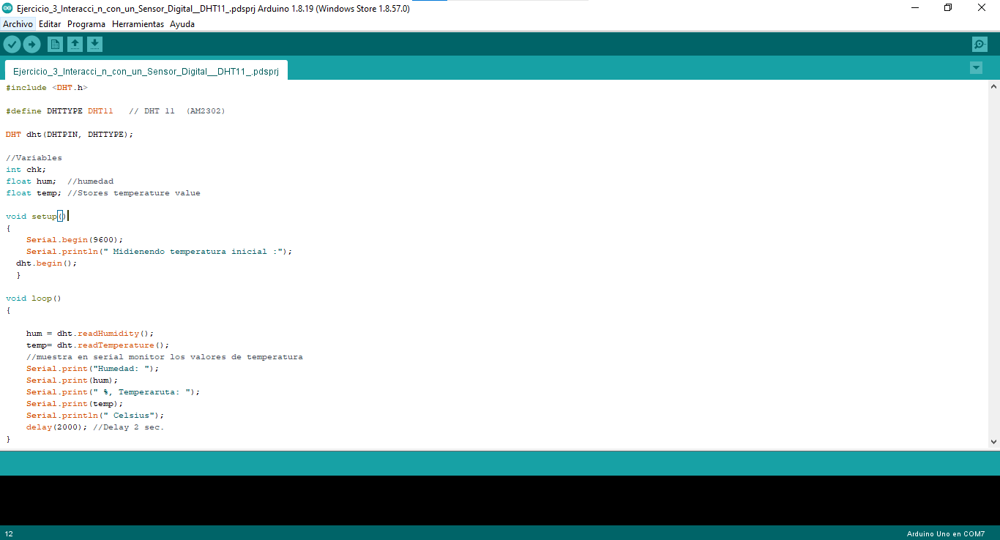 Ejercicio_3_Interacci_n_con_un_Sensor_Digital__DHT11_.pdsprj Arduino 1.8.19 (Windows Store 1.8.57.0)
Archivo Editar Programa Herramientas Ayuda
Ejercicio_3_Interacci_n_con_un_Sensor_Digital__DHT11_.pdsprj
#include <DHT.h>
#define DHTTYPE DHT11   // DHT 11  (AM2302)
DHT dht(DHTPIN, DHTTYPE);
//Variables
int chk;
float hum;  //humedad
float temp; //Stores temperature value
void setup()
{
    Serial.begin(9600);
    Serial.println(" Midienendo temperatura inicial :");
  dht.begin();
  }
void loop()
{
    hum = dht.readHumidity();
    temp= dht.readTemperature();
    //muestra en serial monitor los valores de temperatura
    Serial.print("Humedad: ");
    Serial.print(hum);
    Serial.print(" %, Temperaruta: ");
    Serial.print(temp);
    Serial.println(" Celsius");
    delay(2000); //Delay 2 sec.
}
12 Arduino Uno en COM7